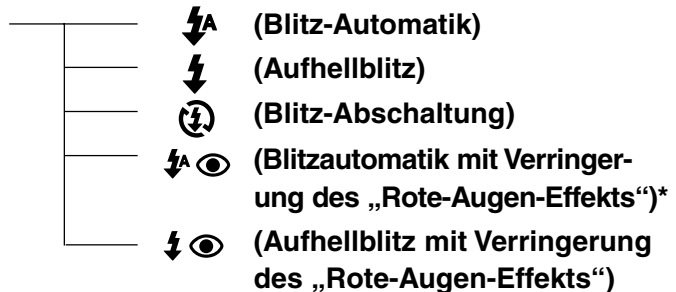 (Blitz-Automatik)
(Aufhellblitz)
(Blitz-Abschaltung)
(Blitzautomatik mit Verringer-
ung des „Rote-Augen-Effekts“)*
(Aufhellblitz mit Verringerung
des „Rote-Augen-Effekts“)